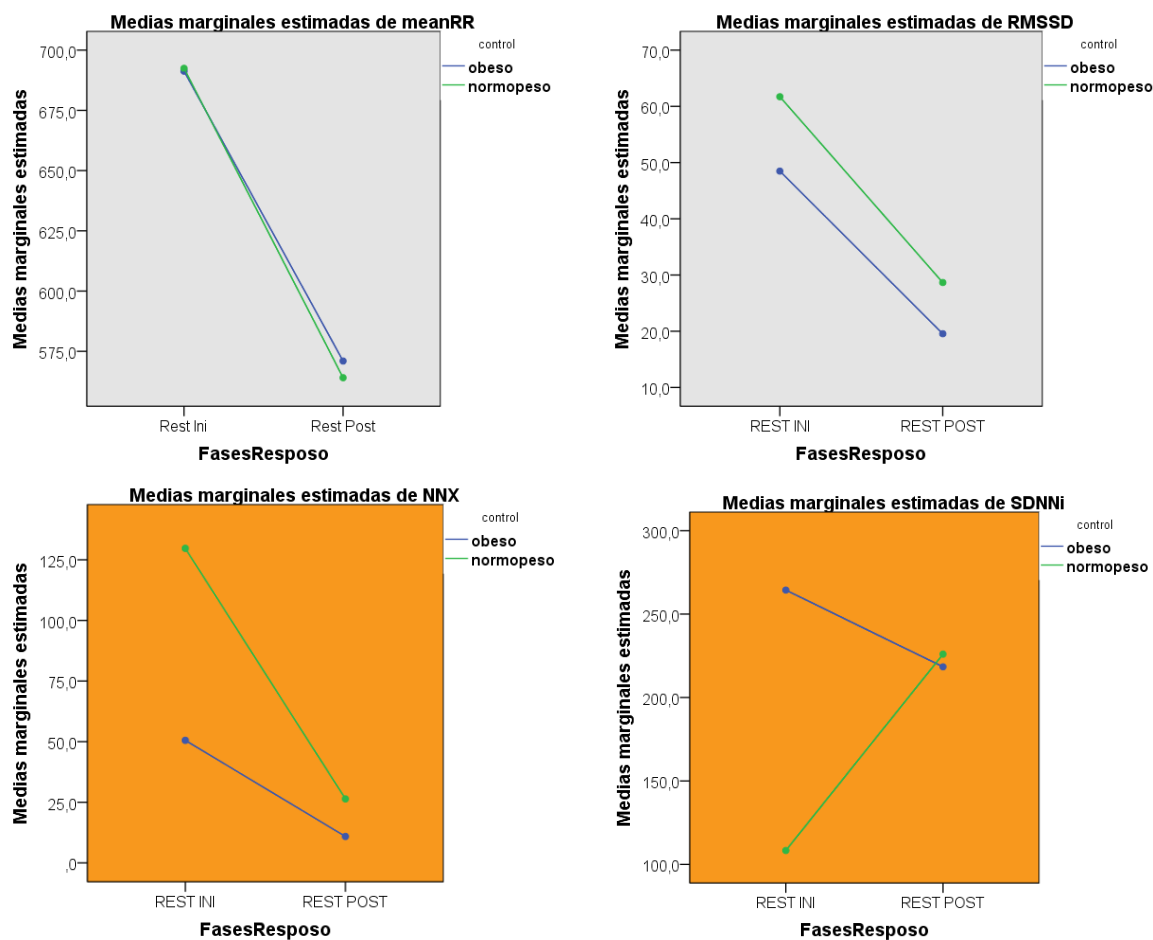 Medias marginales estimadas de meanRR
control
obeso
normopeso
Medias marginales estimadas
700,0
675,0
650,0
625,0
600,0
575,0
Rest Ini
Rest Post
FasesResposo
Medias marginales estimadas de RMSSD
control
obeso
normopeso
Medias marginales estimadas
70,0
60,0
50,0
40,0
30,0
20,0
10,0
REST INI
REST POST
FasesResposo
Medias marginales estimadas de NNX
control
obeso
normopeso
Medias marginales estimadas
125,0
100,0
75,0
50,0
25,0
,0
REST INI
REST POST
FasesResposo
Medias marginales estimadas de SDNNi
control
obeso
normopeso
Medias marginales estimadas
300,0
250,0
200,0
150,0
100,0
REST INI
REST POST
FasesResposo